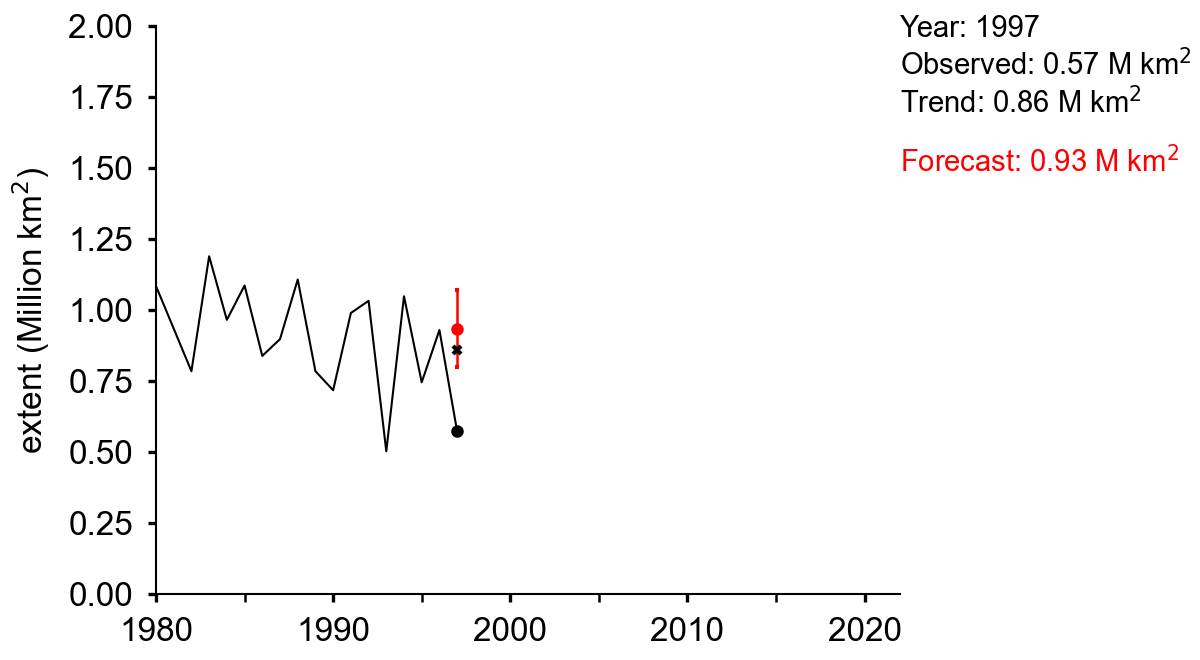 2.00
1.75
1.50
1.25
1.00
0.75
0.50
0.25
0.00
extent (Million km²)
1980 1990 2000 2010 2020
Year: 1997
Observed: 0.57 M km²
Trend: 0.86 M km²
Forecast: 0.93 M km²